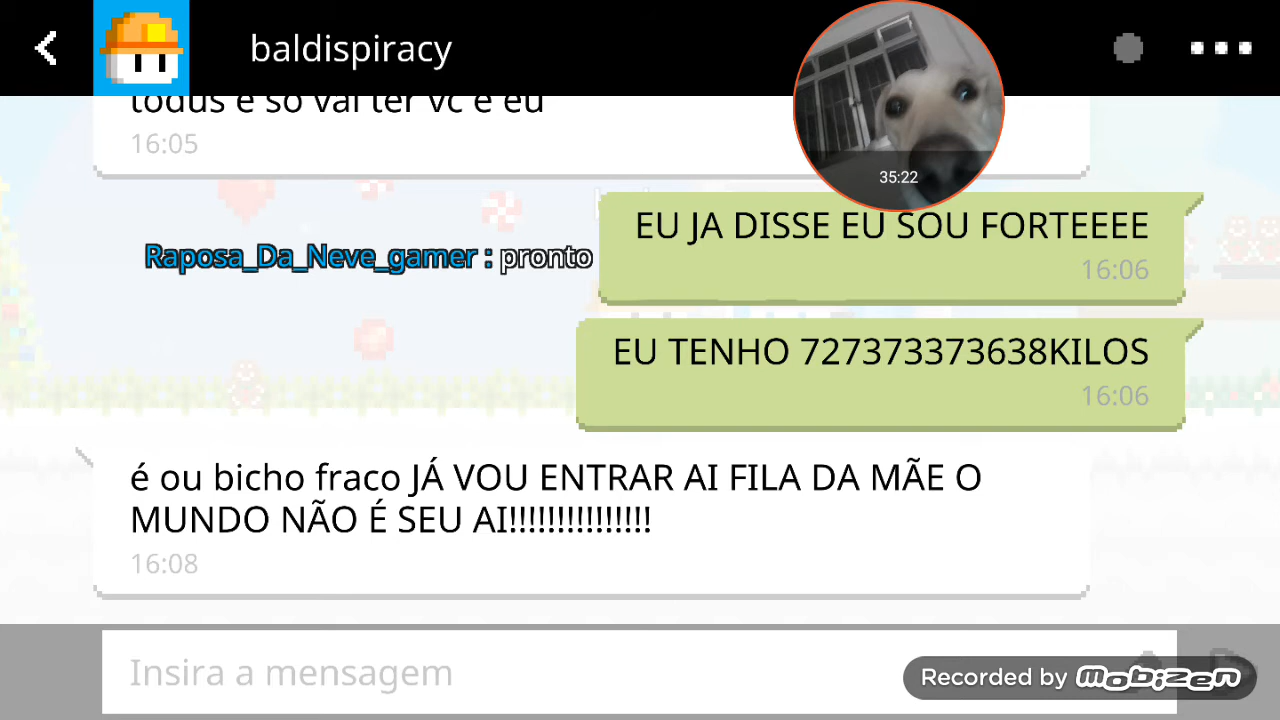 baldispiracy
todus e so vai ter vc e eu
16:05
35:22
EU JA DISSE EU SOU FORTEEEE
16:06
Raposa_Da_Neve_gamer : pronto
EU TENHO 727373373638KILOS
16:06
é ou bicho fraco JÁ VOU ENTRAR AI FILA DA MÃE O
MUNDO NÃO É SEU AI!!!!!!!!!!!!!!!
16:08
Insira a mensagem
Recorded by mobizen